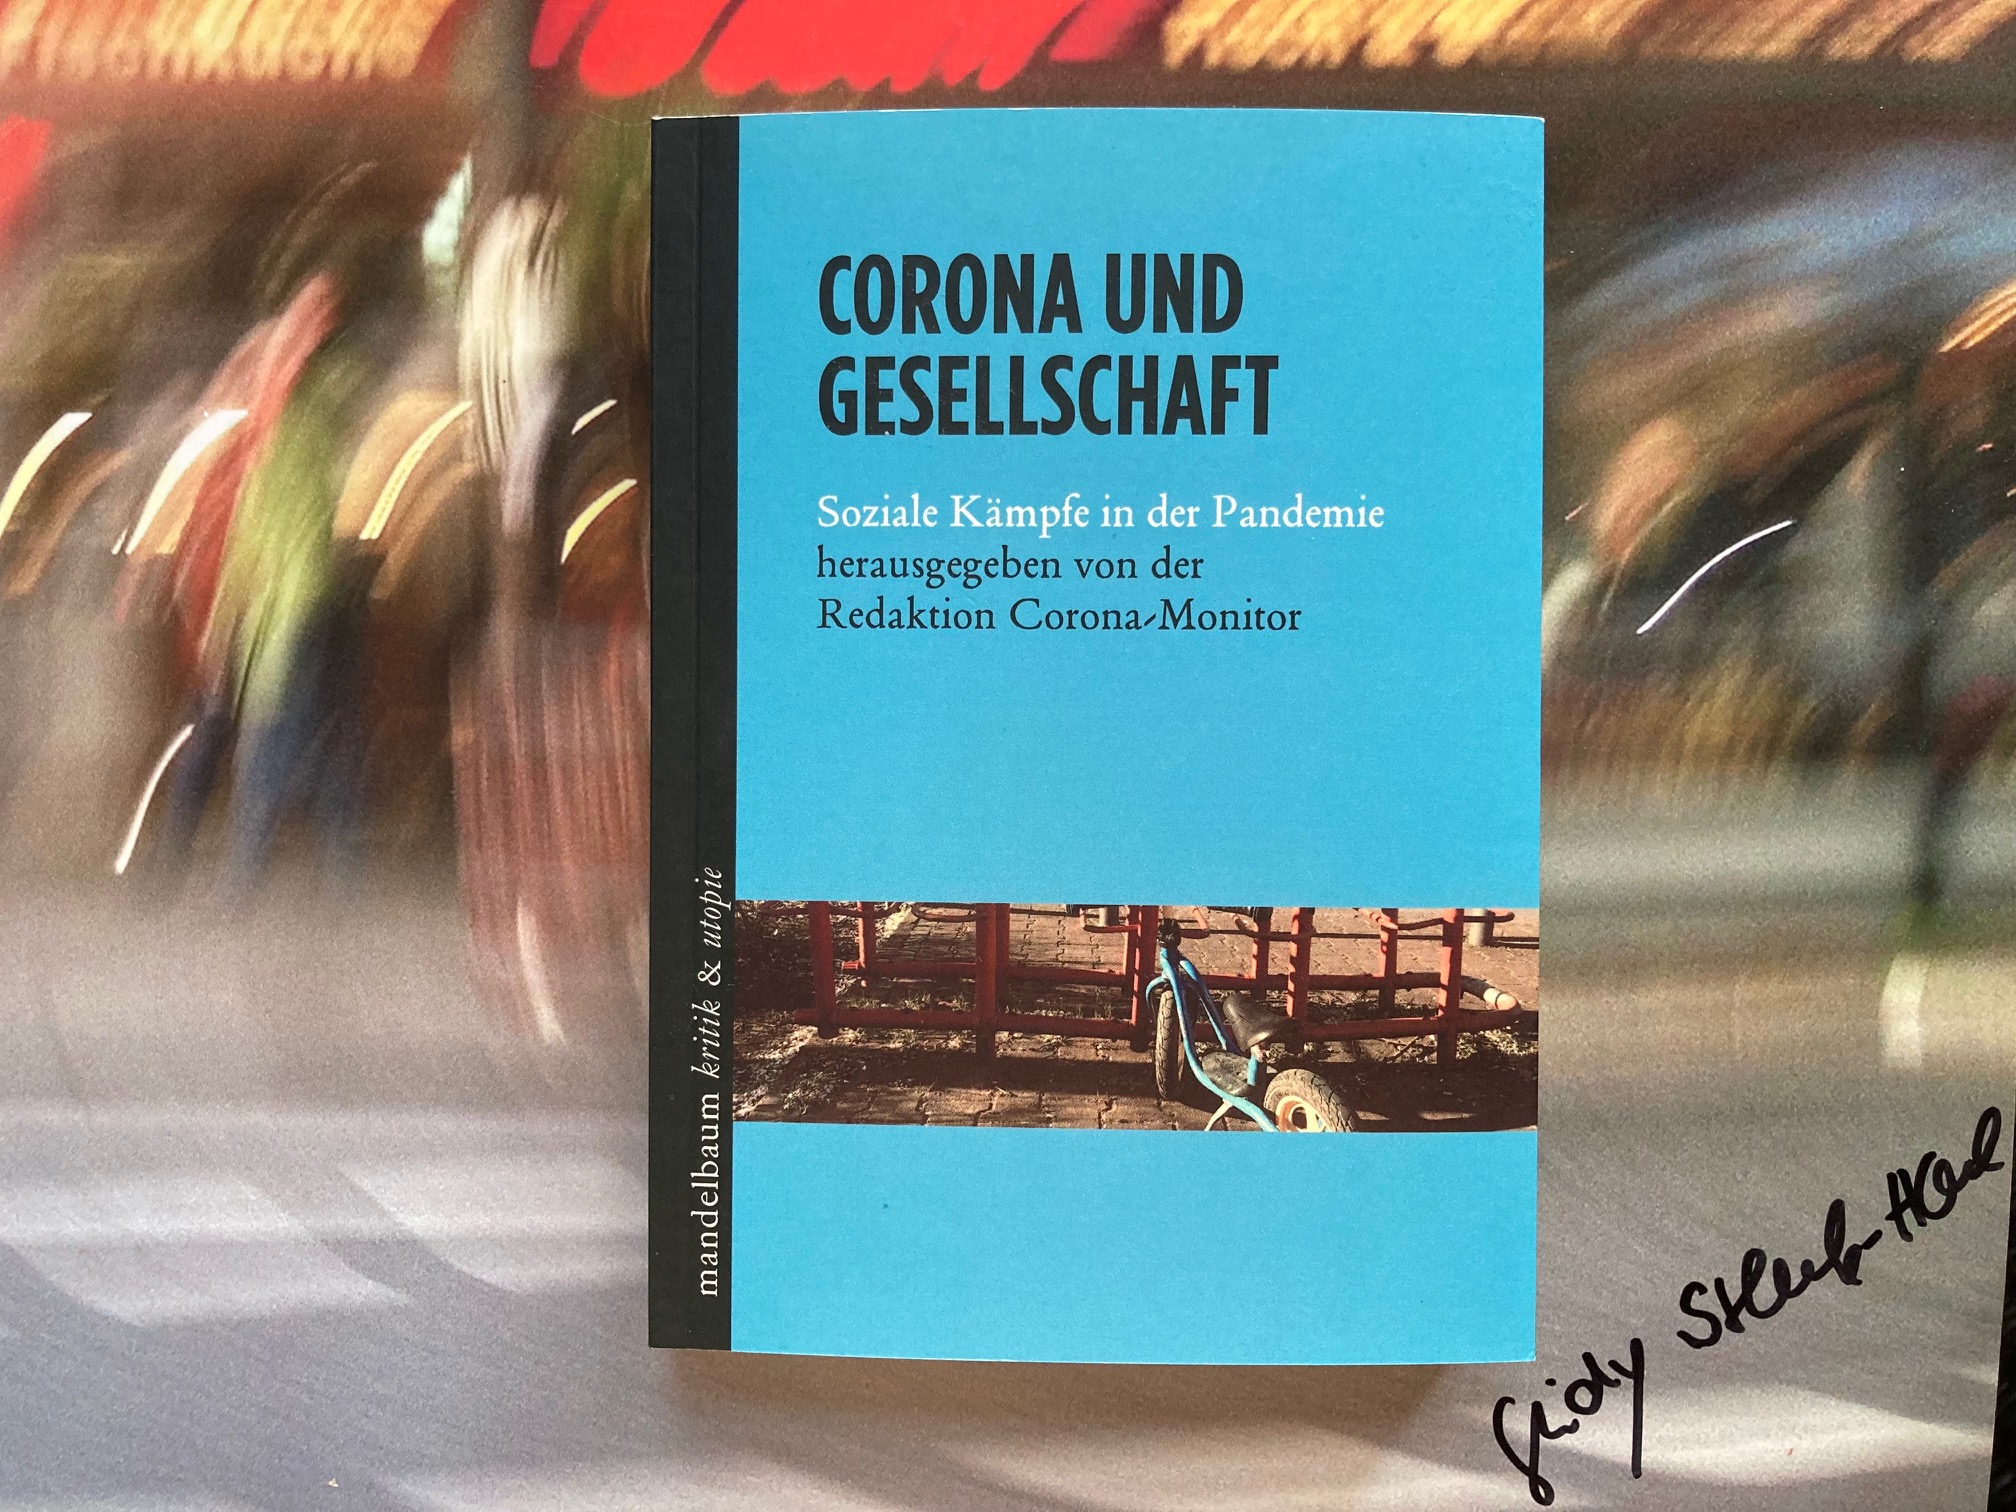 CORONA UND
GESELLSCHAFT
Soziale Kämpfe in der Pandemie
herausgegeben von der
Redaktion Corona-Monitor
mandelbaum kritik & utopie